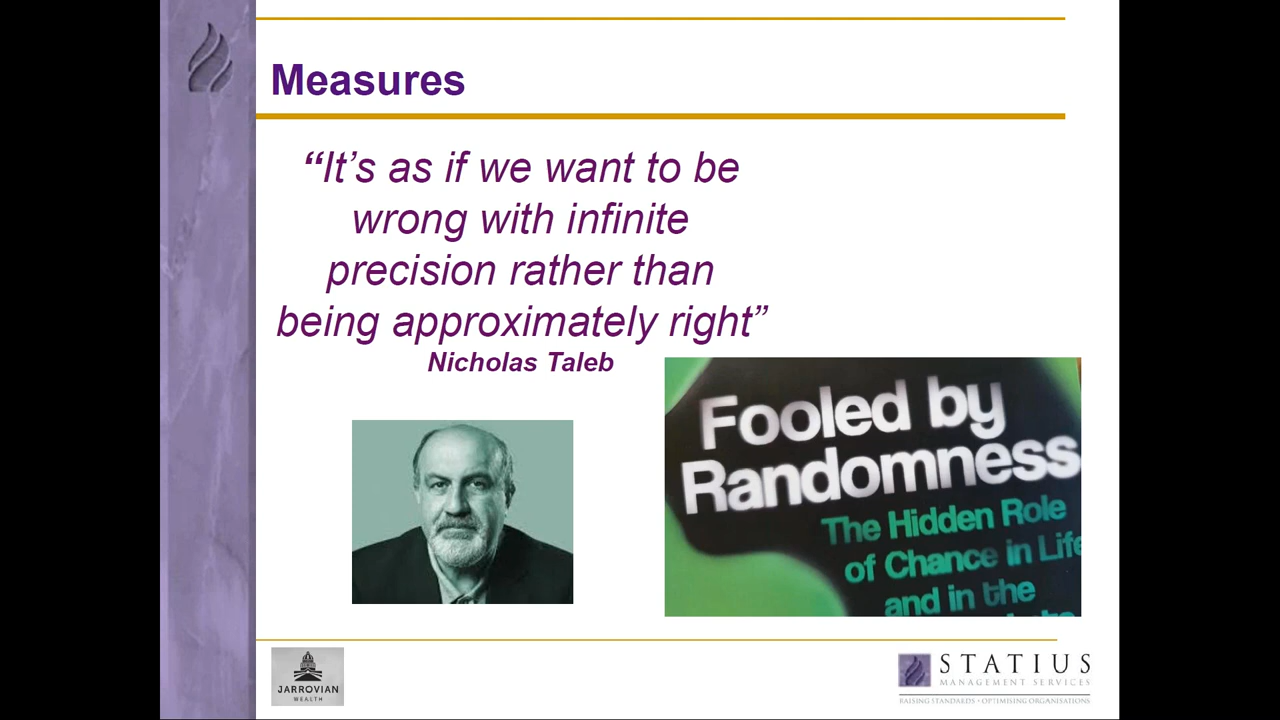 Measures
“It’s as if we want to be
wrong with infinite
precision rather than
being approximately right”
Nicholas Taleb
Fooled by
Randomness
The Hidden Role
of Chance in Life
and in the
JARROVIAN
WEALTH
STATIUS
MANAGEMENT SERVICES
RAISING STANDARDS • OPTIMISING ORGANISATIONS